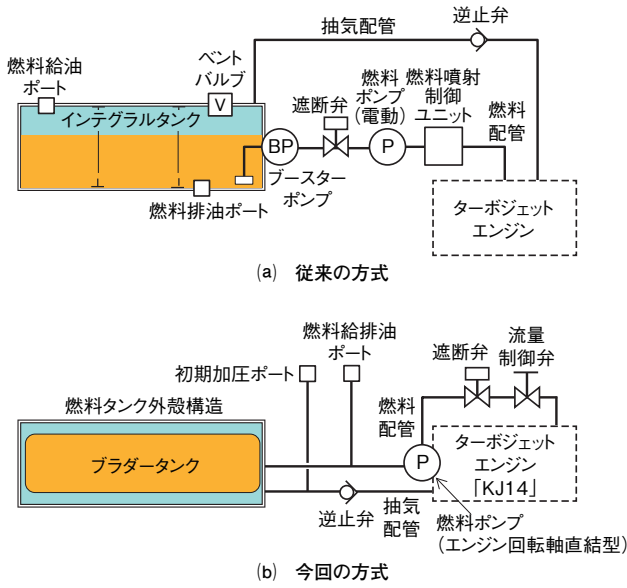 抽気配管
逆止弁
燃料給油
ポート
ベント
バルブ
V
インテグラルタンク
遮断弁
燃料
ポンプ
(電動)
燃料噴射
制御
ユニット
燃料
配管
BP
P
ブースター
ポンプ
燃料排油ポート
ターボジェット
エンジン
(a) 従来の方式
燃料給排油
ポート
初期加圧ポート
遮断弁
流量
制御弁
燃料タンク外殻構造
燃料
配管
ブラダータンク
P
ターボジェット
エンジン
「KJ14」
逆止弁
抽気
配管
燃料ポンプ
(エンジン回転軸直結型)
(b) 今回の方式